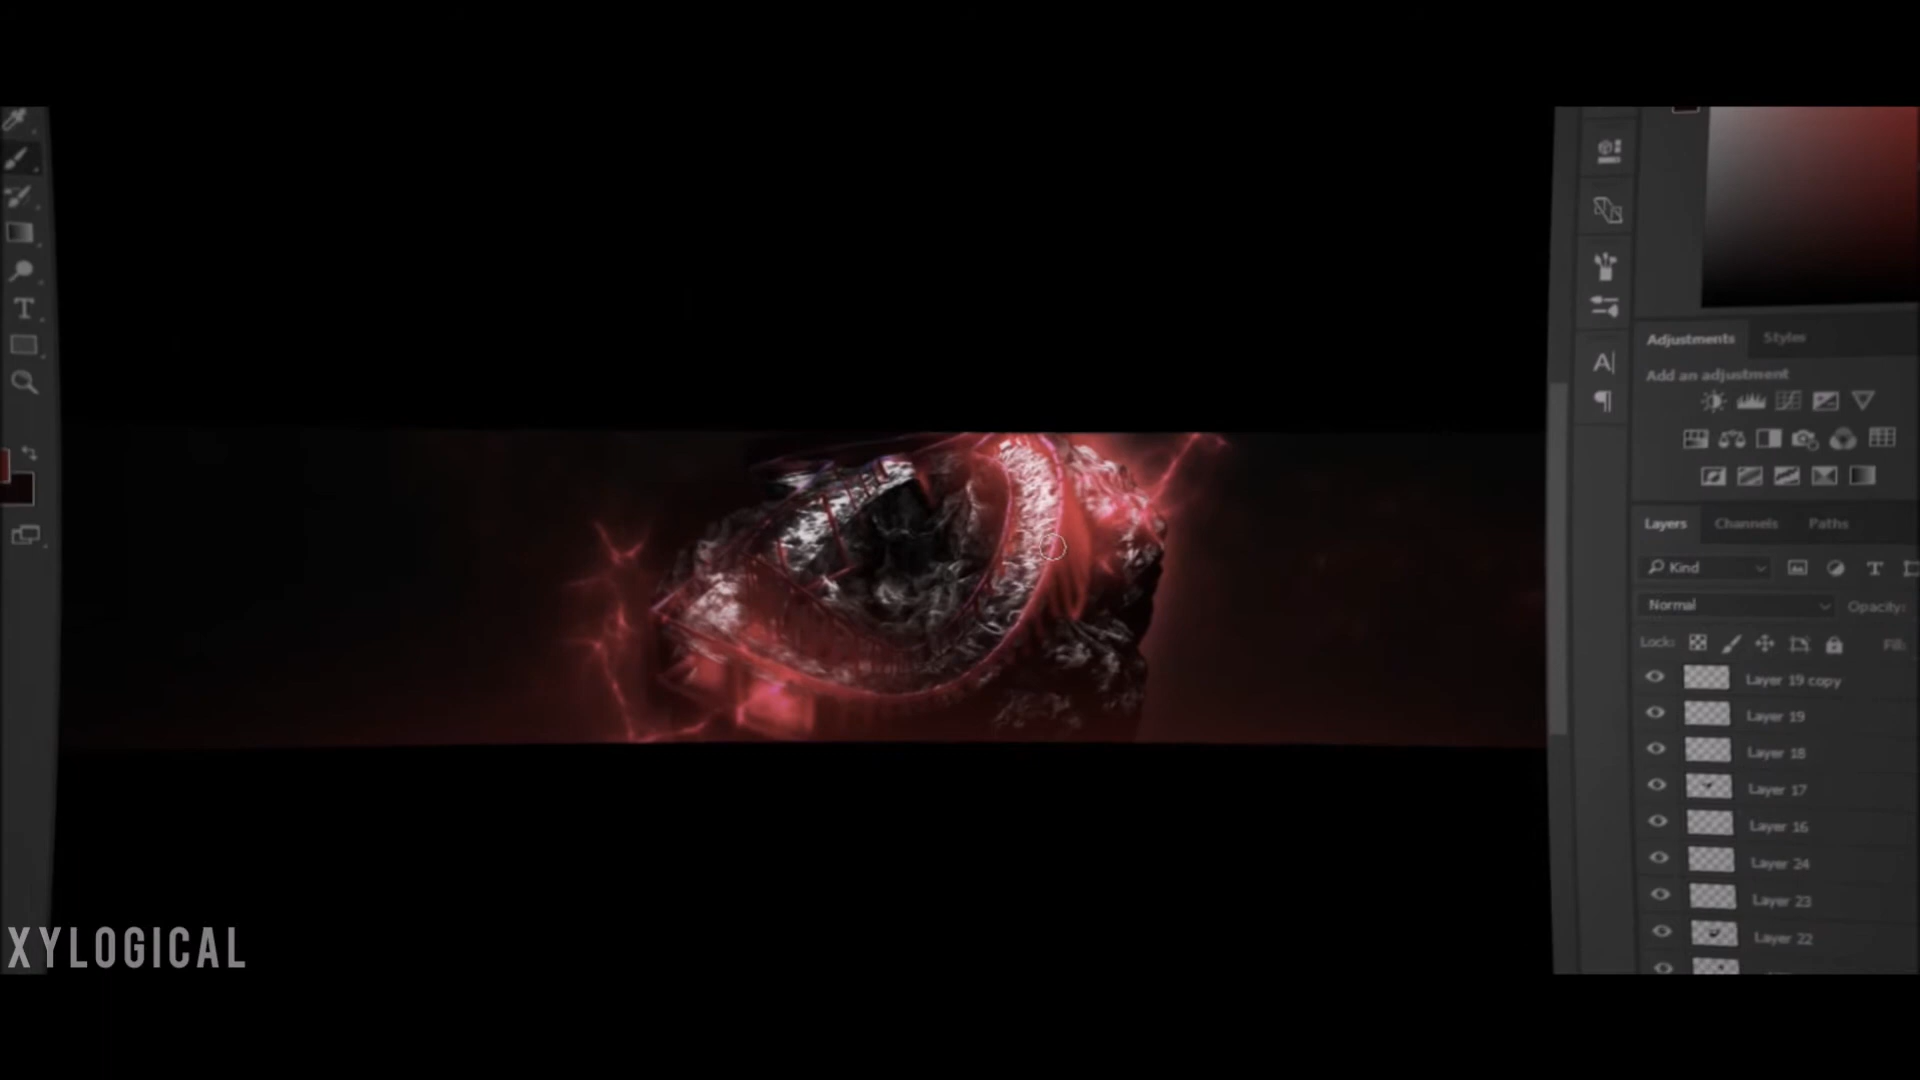 Adjustments Styles
Add an adjustment
Layers Channels Paths
Kind
Normal Opacity:
Lock: Fill:
Layer 19 copy
Layer 19
Layer 18
Layer 17
Layer 16
Layer 24
Layer 23
Layer 22
XYLOGICAL